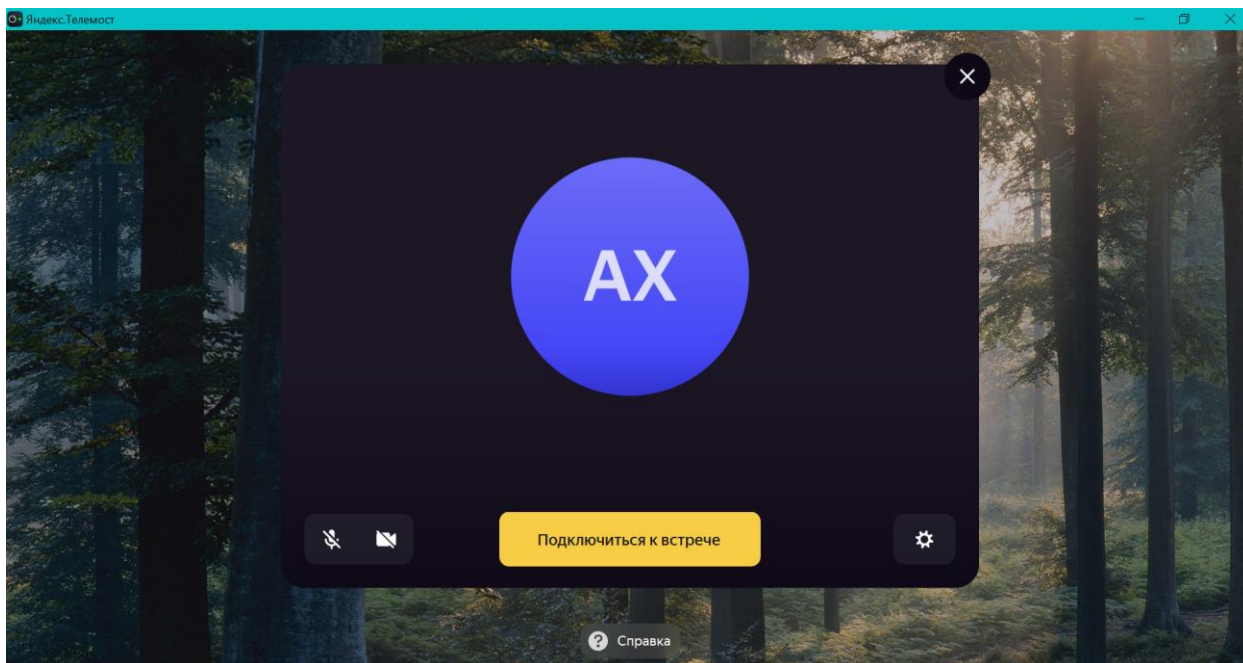 Яндекс.Телемост
АХ
Подключиться к встрече
Справка